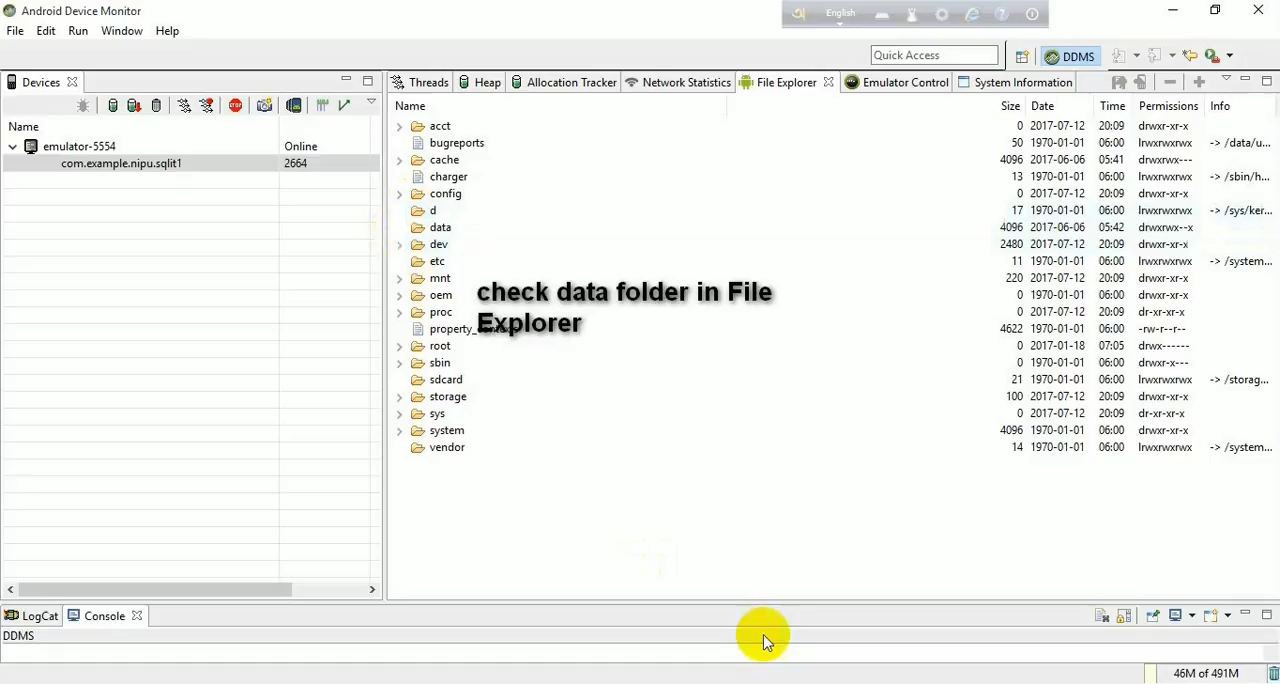 Android Device Monitor
English
File Edit Run Window Help
Quick Access
DDMS
Devices
Threads Heap Allocation Tracker Network Statistics File Explorer Emulator Control System Information
Name
Name Size Date Time Permissions Info
emulator-5554 Online
com.example.nipu.sqlit1 2664
acct 0 2017-07-12 20:09 drwxr-xr-x
bugreports 50 1970-01-01 06:00 lrwxrwxrwx -> /data/u...
cache 4096 2017-06-06 05:41 drwxrwx---
charger 13 1970-01-01 06:00 lrwxrwxrwx -> /sbin/h...
config 0 2017-07-12 20:09 drwxr-xr-x
d 17 1970-01-01 06:00 lrwxrwxrwx -> /sys/ker...
data 4096 2017-06-06 05:42 drwxrwx--x
dev 2480 2017-07-12 20:09 drwxr-xr-x
etc 11 1970-01-01 06:00 lrwxrwxrwx -> /system...
mnt 220 2017-07-12 20:09 drwxr-xr-x
check data folder in File
Explorer
oem 0 1970-01-01 06:00 drwxr-xr-x
proc 0 2017-07-12 20:09 dr-xr-xr-x
4622 1970-01-01 06:00 -rw-r--r--
root 0 2017-01-18 07:05 drwx------
sbin 0 1970-01-01 06:00 drwxr-x---
sdcard 21 1970-01-01 06:00 lrwxrwxrwx -> /storag...
storage 100 2017-07-12 20:09 drwxr-xr-x
sys 0 2017-07-12 20:09 dr-xr-xr-x
system 4096 1970-01-01 06:00 drwxr-xr-x
vendor 14 1970-01-01 06:00 lrwxrwxrwx -> /system...
LogCat Console
DDMS
46M of 491M